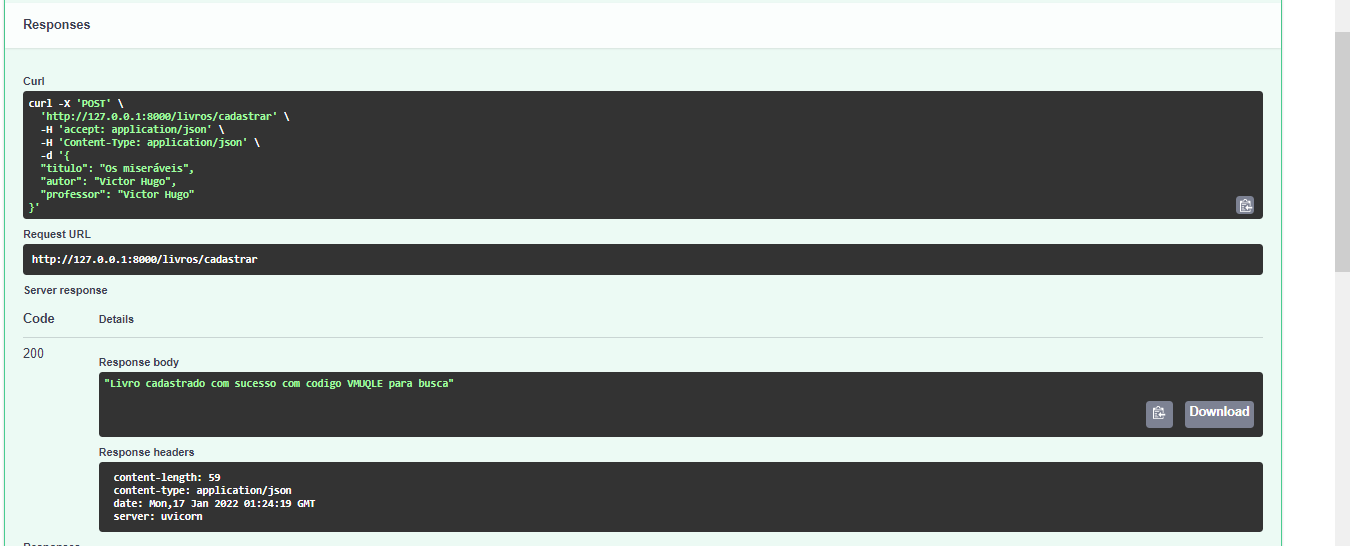 Responses
Curl
curl -X 'POST' \
'http://127.0.0.1:8000/livros/cadastrar' \
-H 'accept: application/json' \
-H 'Content-Type: application/json' \
-d '{
"titulo": "Os miseráveis",
"autor": "Victor Hugo",
"professor": "Victor Hugo"
}'
Request URL
http://127.0.0.1:8000/livros/cadastrar
Server response
Code Details
200
Response body
"Livro cadastrado com sucesso com codigo VMUQLE para busca"
Download
Response headers
content-length: 59
content-type: application/json
date: Mon,17 Jan 2022 01:24:19 GMT
server: uvicorn
Responses